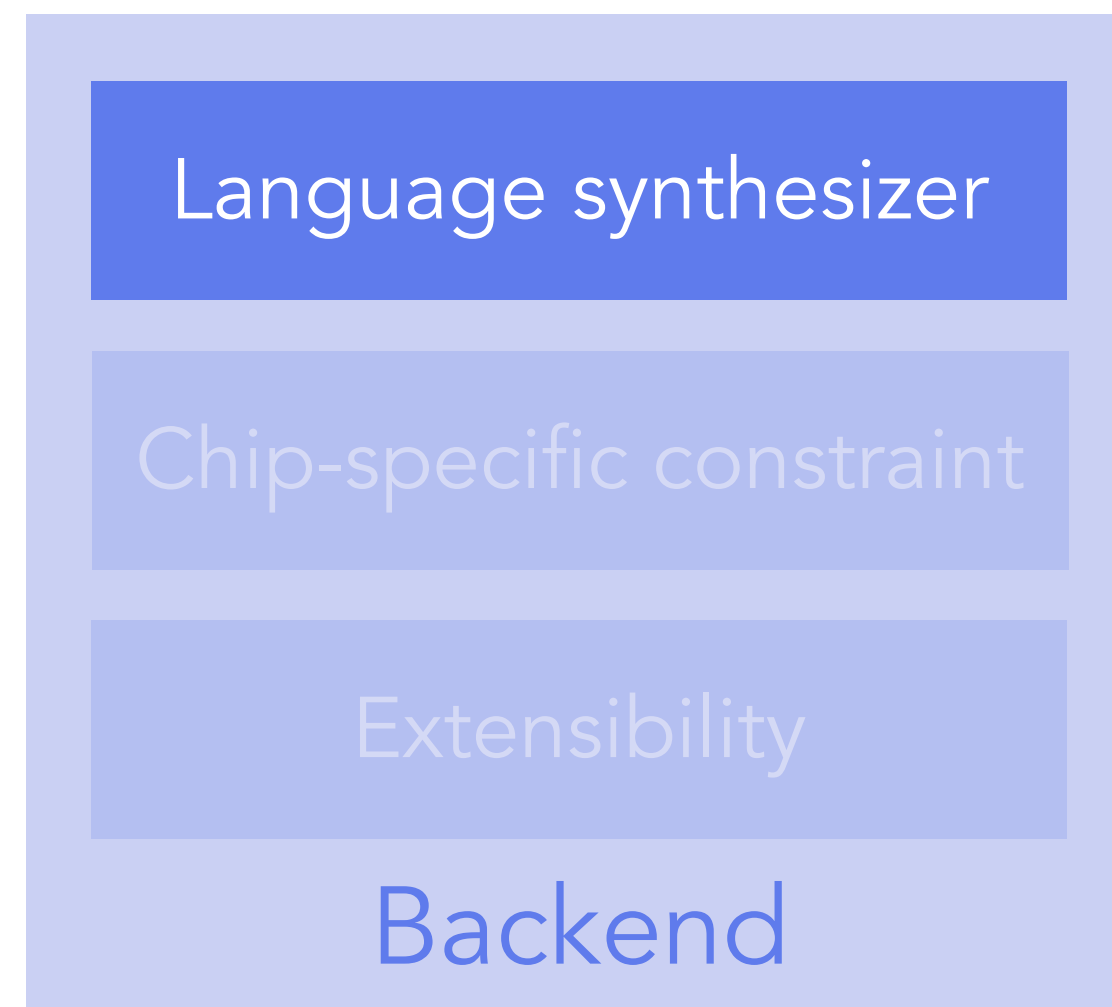 Language synthesizer
Chip-specific constraint
Extensibility
Backend